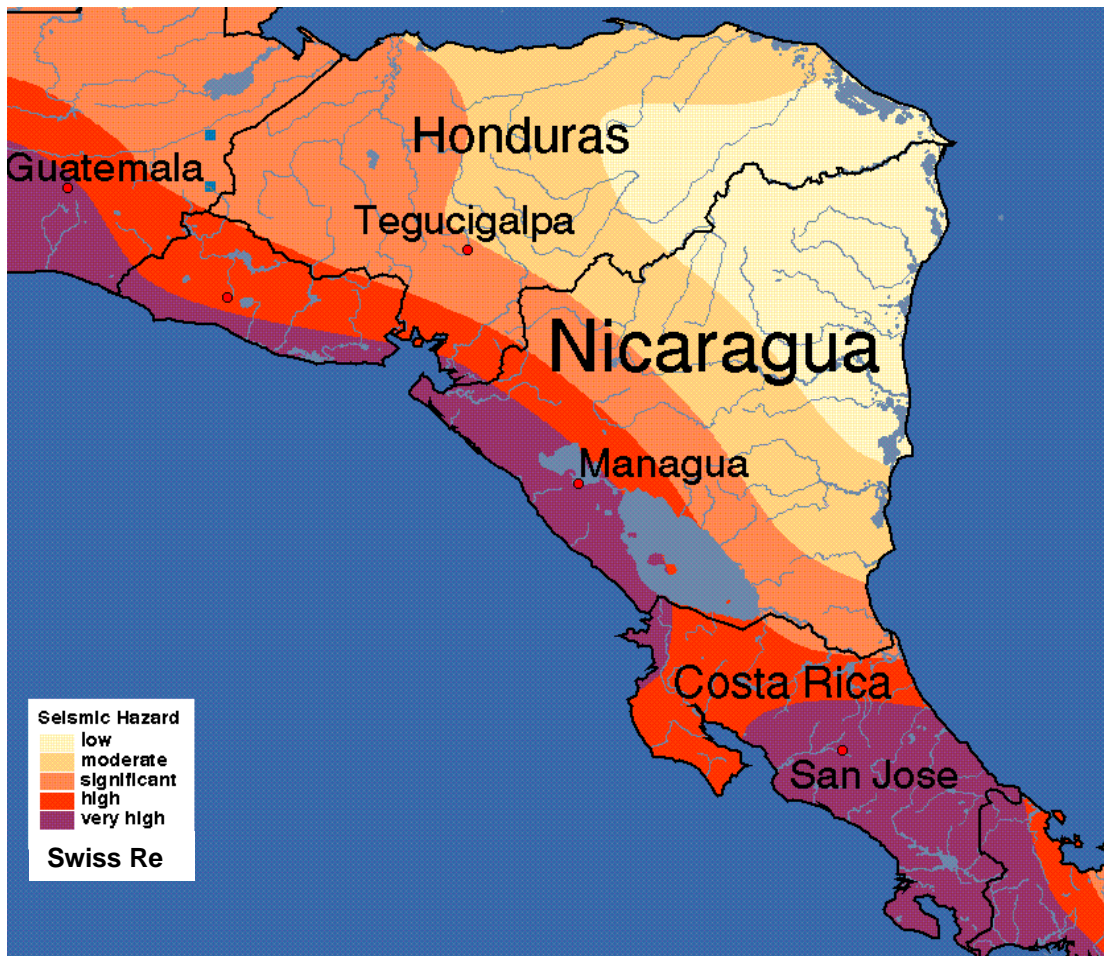 Honduras
Guatemala
Tegucigalpa
Nicaragua
Managua
Costa Rica
San Jose
Seismic Hazard
low
moderate
significant
high
very high
Swiss Re